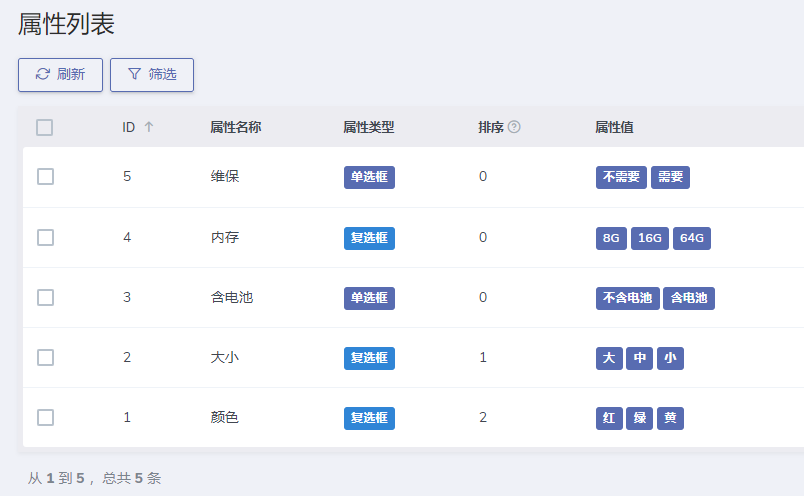 属性列表
刷新 筛选
ID 属性名称 属性类型 排序 属性值
5 维保 单选框 0 不需要 需要
4 内存 复选框 0 8G 16G 64G
3 含电池 单选框 0 不含电池 含电池
2 大小 复选框 1 大 中 小
1 颜色 复选框 2 红 绿 黄
从 1 到 5 ，总共 5 条